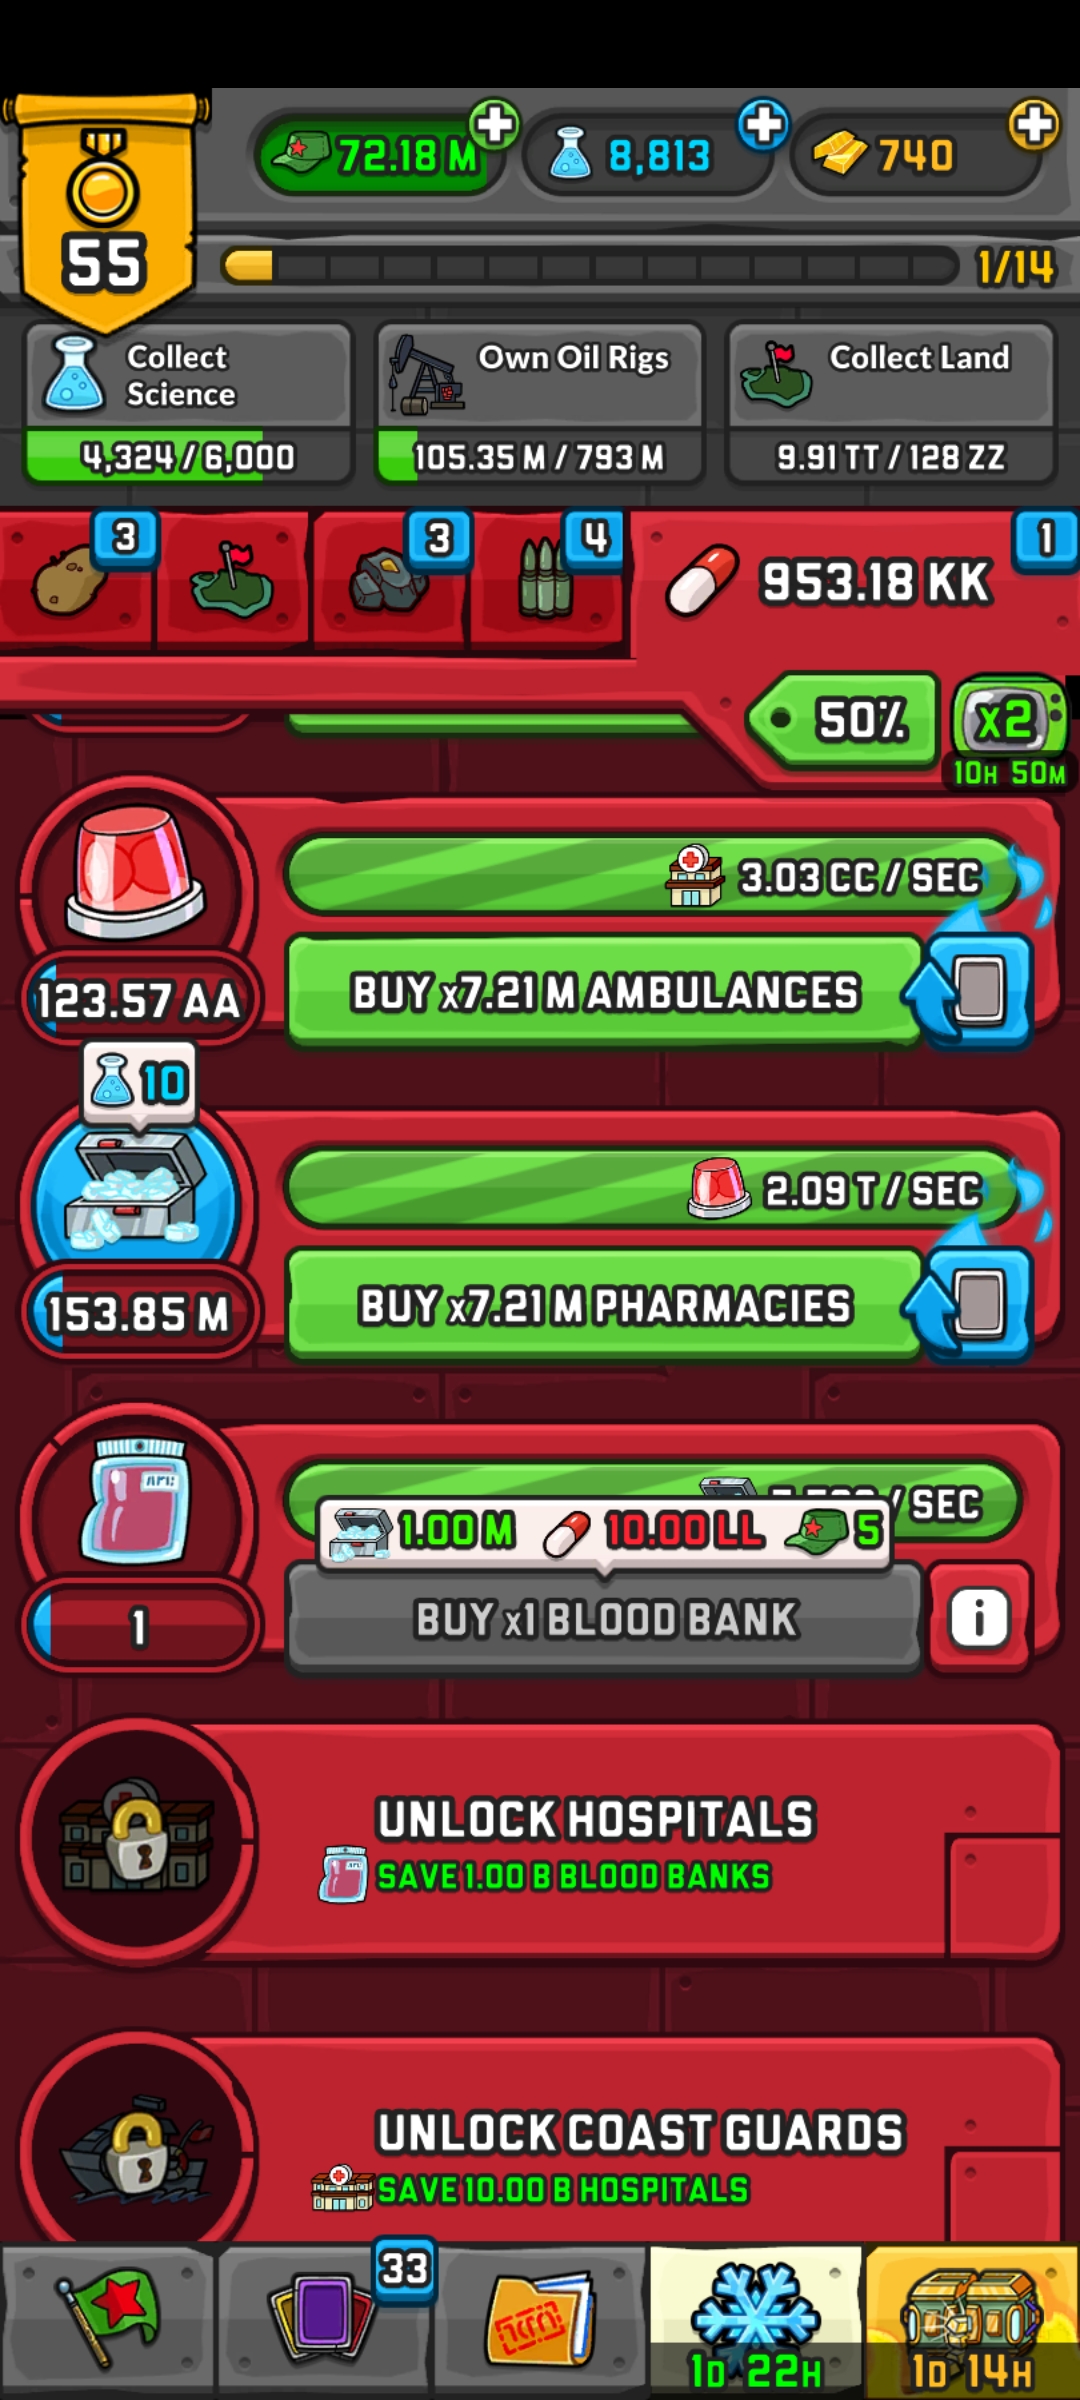 72.18 M
8,813
740
55
1/14
Collect
Science
4,324 / 6,000
Own Oil Rigs
105.35 M / 793 M
Collect Land
9.91 TT / 128 ZZ
3
3
4
953.18 KK
1
50%
x2
10H 50M
3.03 CC / SEC
123.57 AA
BUY x7.21 M AMBULANCES
10
2.09 T / SEC
153.85 M
BUY x7.21 M PHARMACIES
/ SEC
1.00 M 10.00 LL 5
1
BUY x1 BLOOD BANK
i
UNLOCK HOSPITALS
SAVE 1.00 B BLOOD BANKS
UNLOCK COAST GUARDS
SAVE 10.00 B HOSPITALS
33
1D 22H
1D 14H